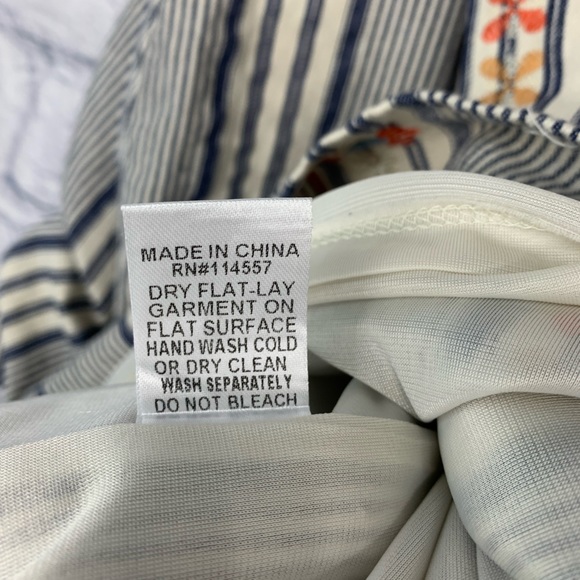 MADE IN CHINA
RN#114557
DRY FLAT-LAY
GARMENT ON
FLAT SURFACE
HAND WASH COLD
OR DRY CLEAN
WASH SEPARATELY
DO NOT BLEACH